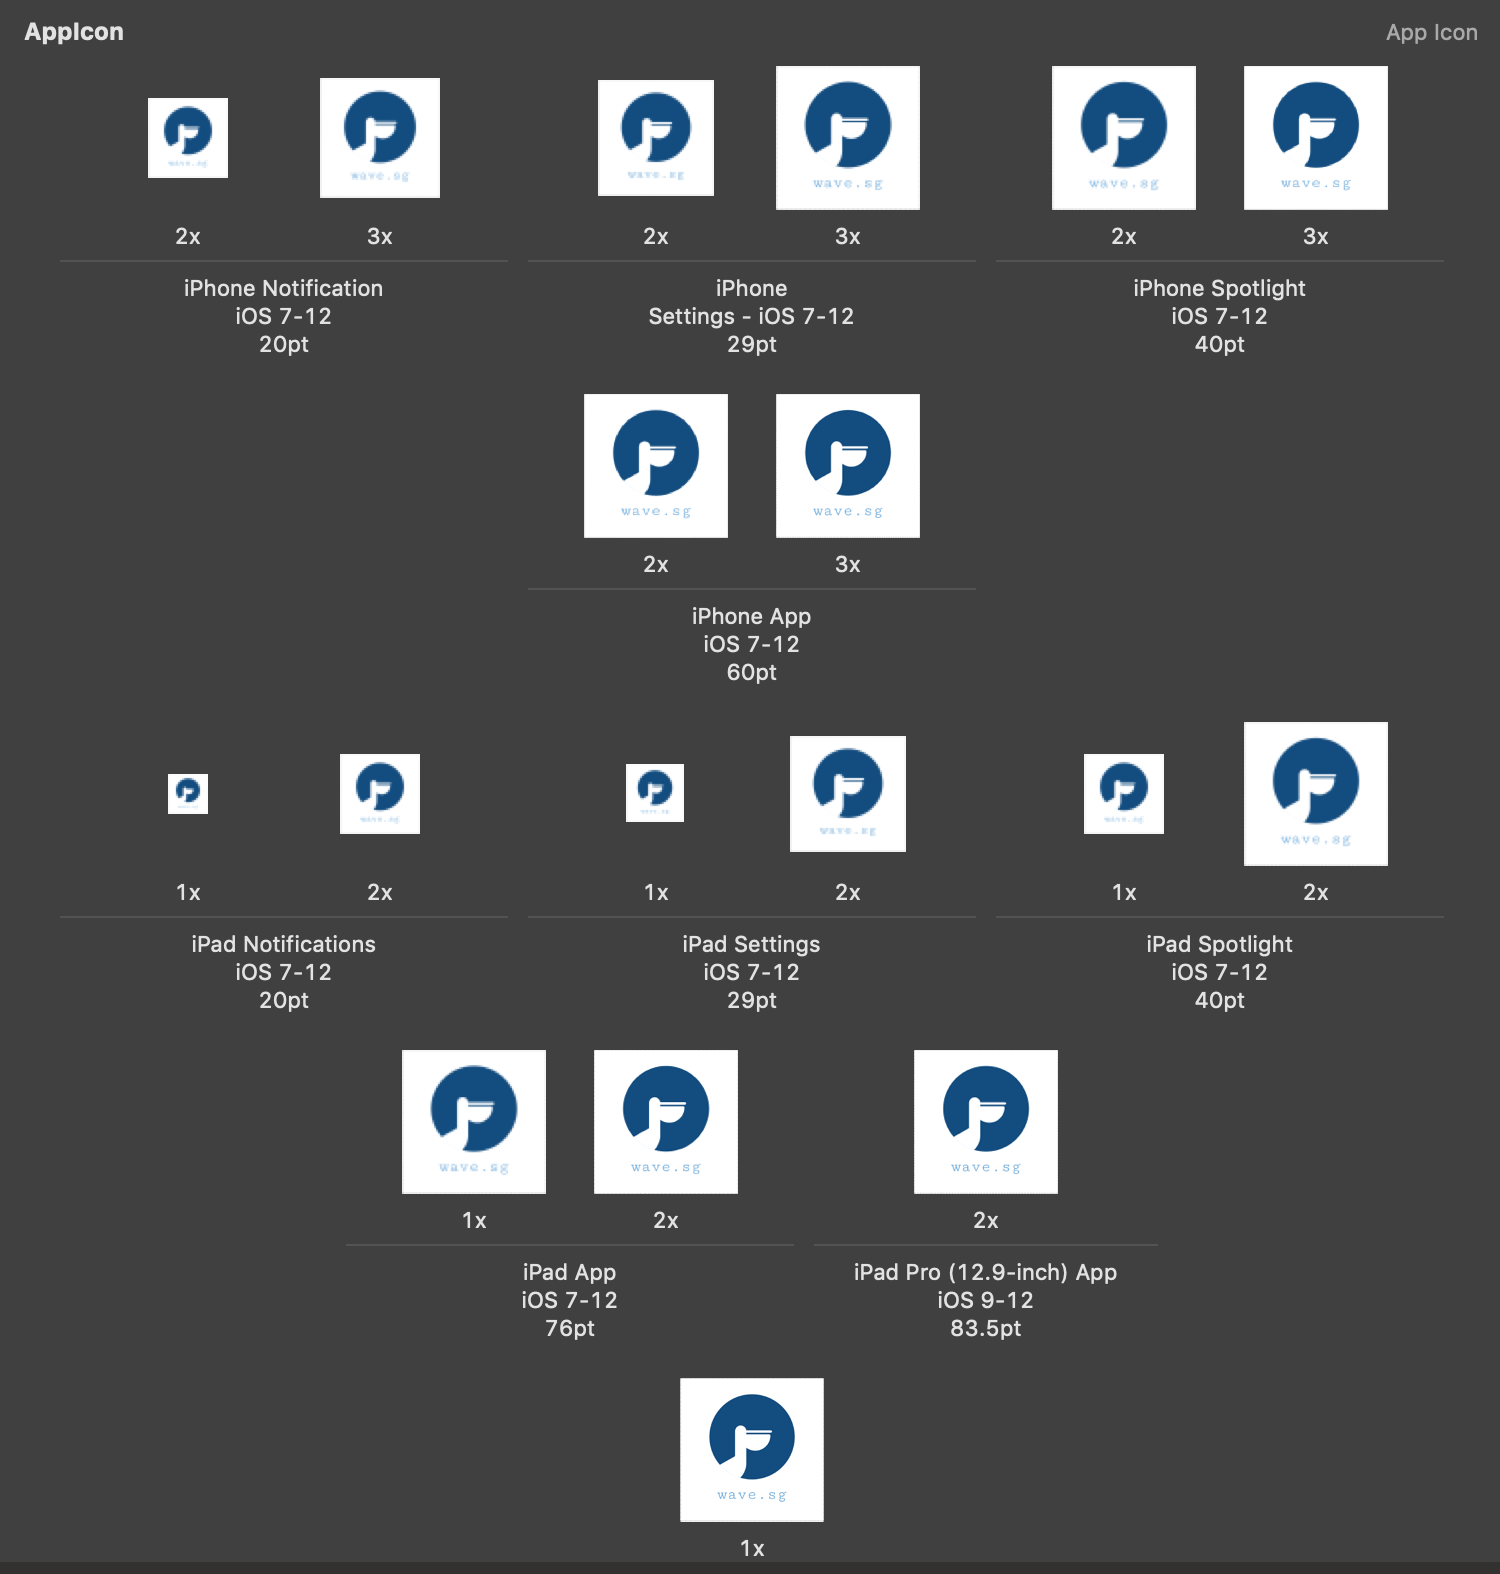 AppIcon App Icon
wave.sg wave.sg wave.sg wave.sg wave.sg wave.sg
2x 3x 2x 3x 2x 3x
iPhone Notification
iOS 7-12
20pt
iPhone
Settings - iOS 7-12
29pt
iPhone Spotlight
iOS 7-12
40pt
wave.sg wave.sg
2x 3x
iPhone App
iOS 7-12
60pt
wave.sg wave.sg wave.sg wave.sg
1x 2x 1x 2x 1x 2x
iPad Notifications
iOS 7-12
20pt
iPad Settings
iOS 7-12
29pt
iPad Spotlight
iOS 7-12
40pt
wave.sg wave.sg wave.sg
1x 2x 2x
iPad App
iOS 7-12
76pt
iPad Pro (12.9-inch) App
iOS 9-12
83.5pt
wave.sg
1x